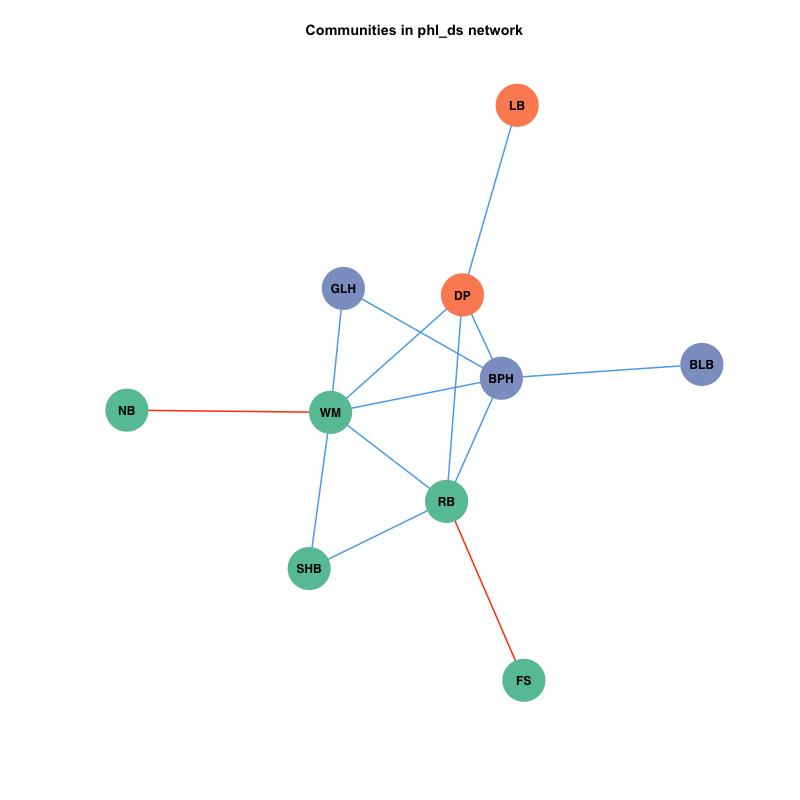 Communities in phl_ds network
LB
GLH
DP
BLB
BPH
NB
WM
RB
SHB
FS